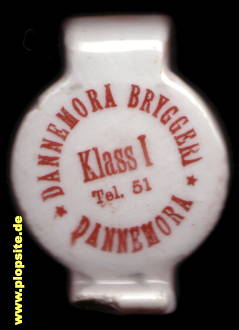 DANNEMORA BRYGGERI
Klass I
Tel. 51
★ DANNEMORA ★
www.plopsite.de